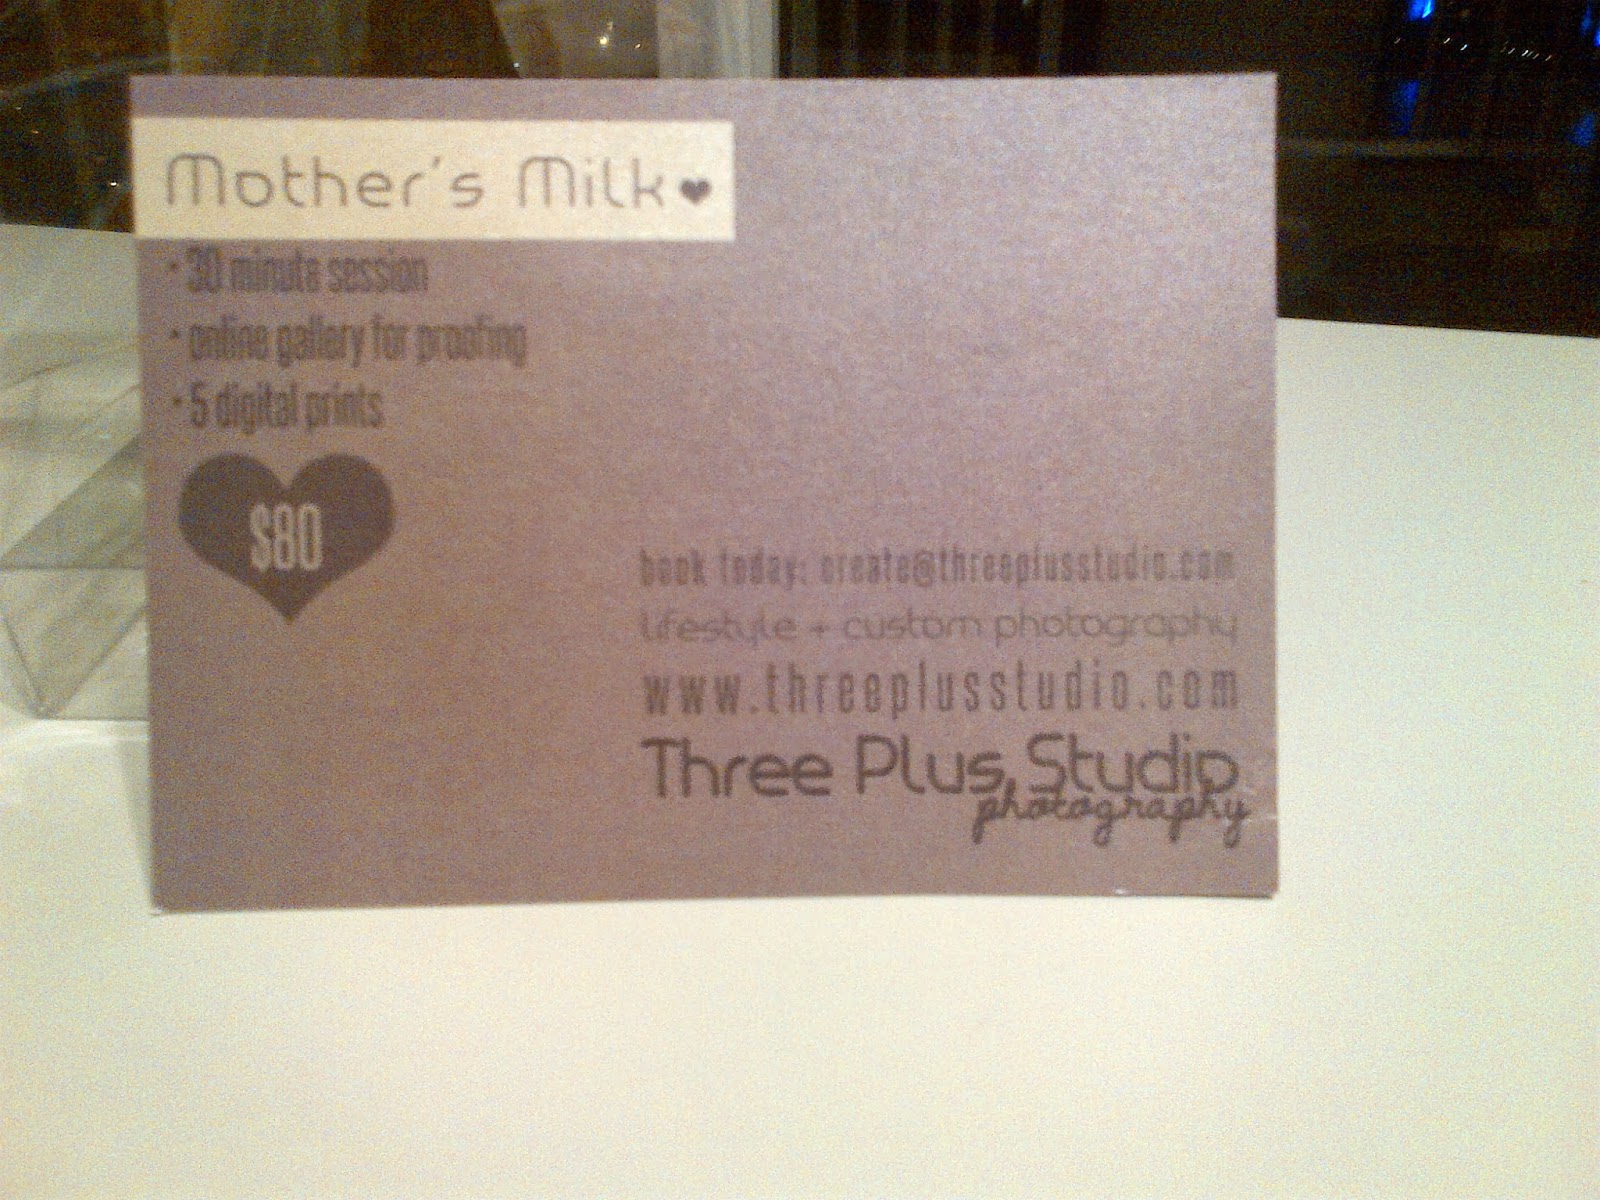 Mother's Milk
• 30 minute session
• online gallery for proofing
• 5 digital prints
$80
book today: create@threeplusstudio.com
lifestyle + custom photography
www.threeplusstudio.com
Three Plus Studio
photography